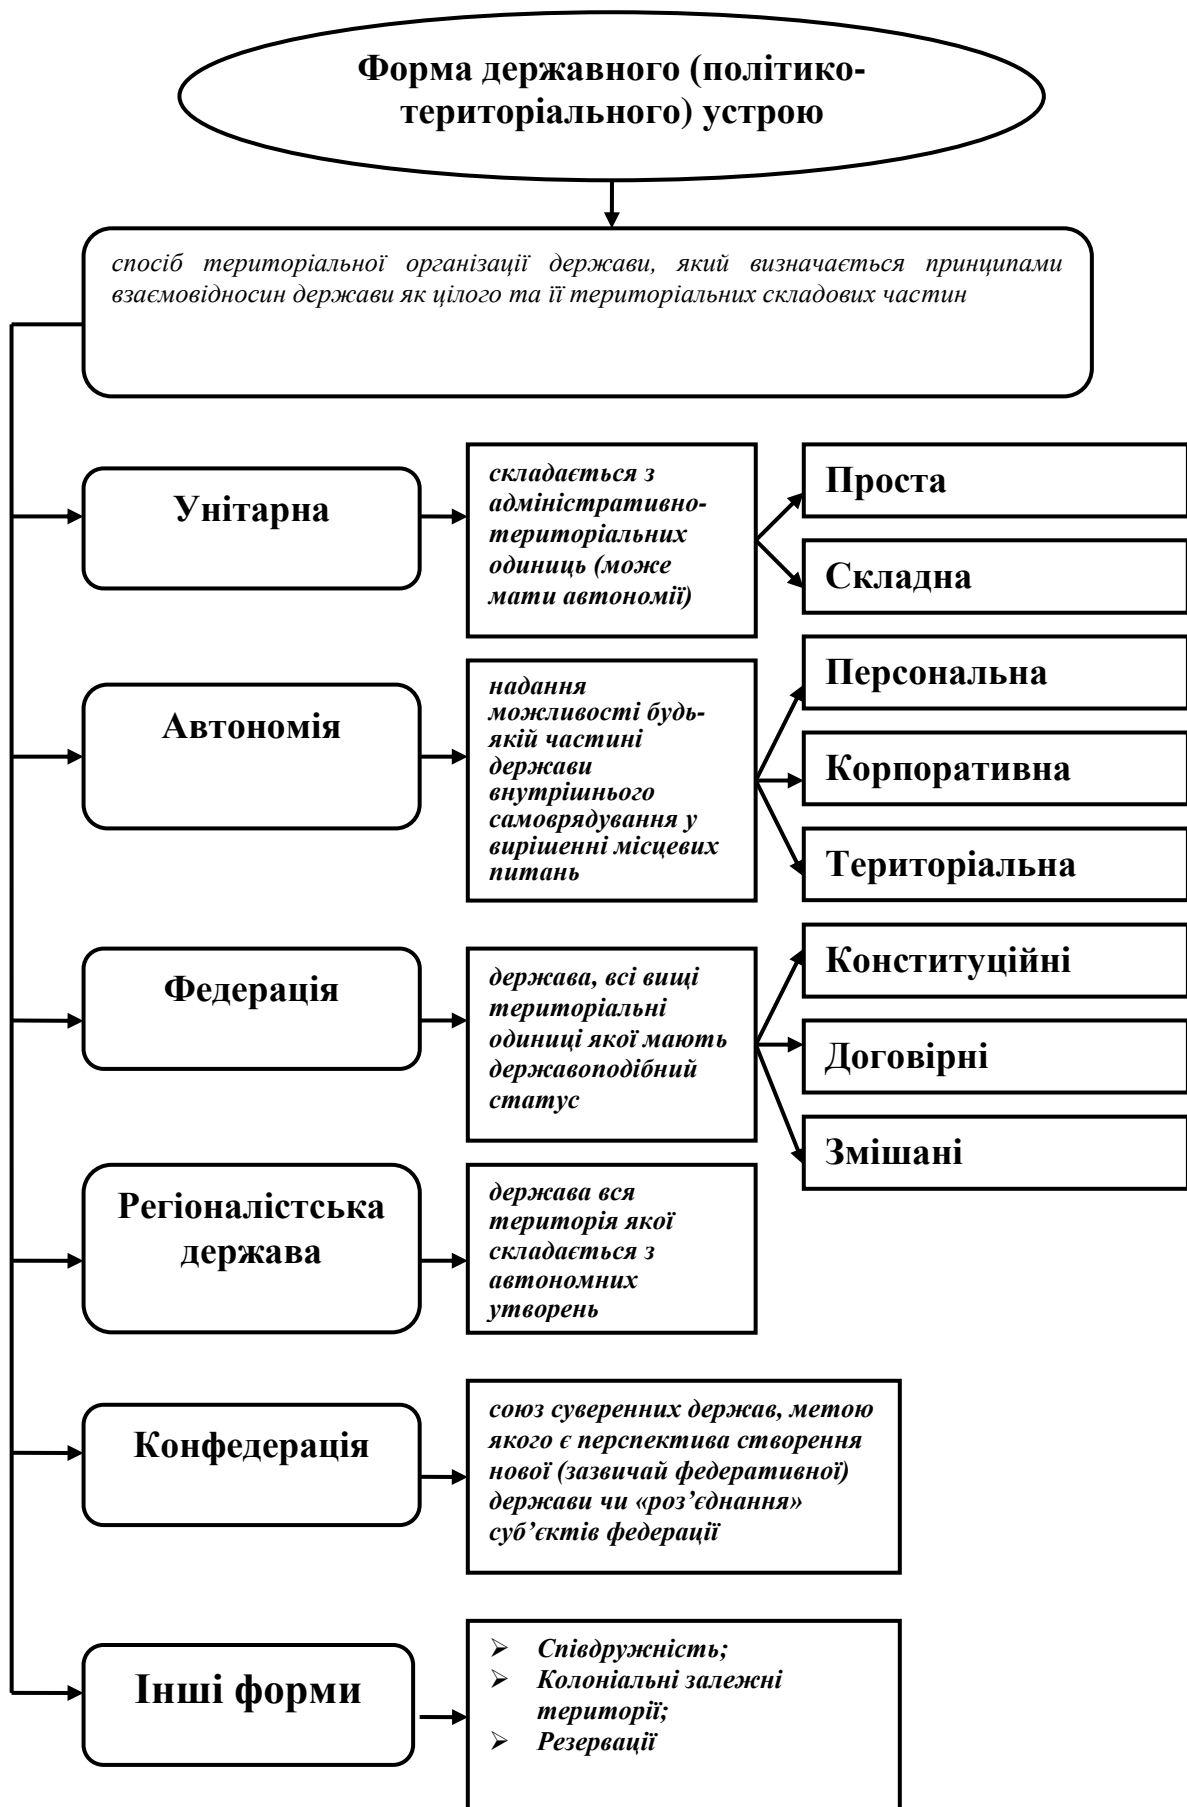 Форма державного (політико-
територіального) устрою
спосіб територіальної організації держави, який визначається принципами
взаємовідносин держави як цілого та її територіальних складових частин
Унітарна
складається з
адміністративно-
територіальних
одиниць (може
мати автономії)
Проста
Складна
Автономія
надання
можливості будь-
якій частині
держави
внутрішнього
самоврядування у
вирішенні місцевих
питань
Персональна
Корпоративна
Територіальна
Федерація
держава, всі вищі
територіальні
одиниці якої мають
державоподібний
статус
Конституційні
Договірні
Змішані
Регіоналістська
держава
держава вся
територія якої
складається з
автономних
утворень
Конфедерація
союз суверенних держав, метою
якого є перспектива створення
нової (зазвичай федеративної)
держави чи «роз’єднання»
суб’єктів федерації
Інші форми
➢ Співдружність;
➢ Колоніальні залежні
території;
➢ Резервації